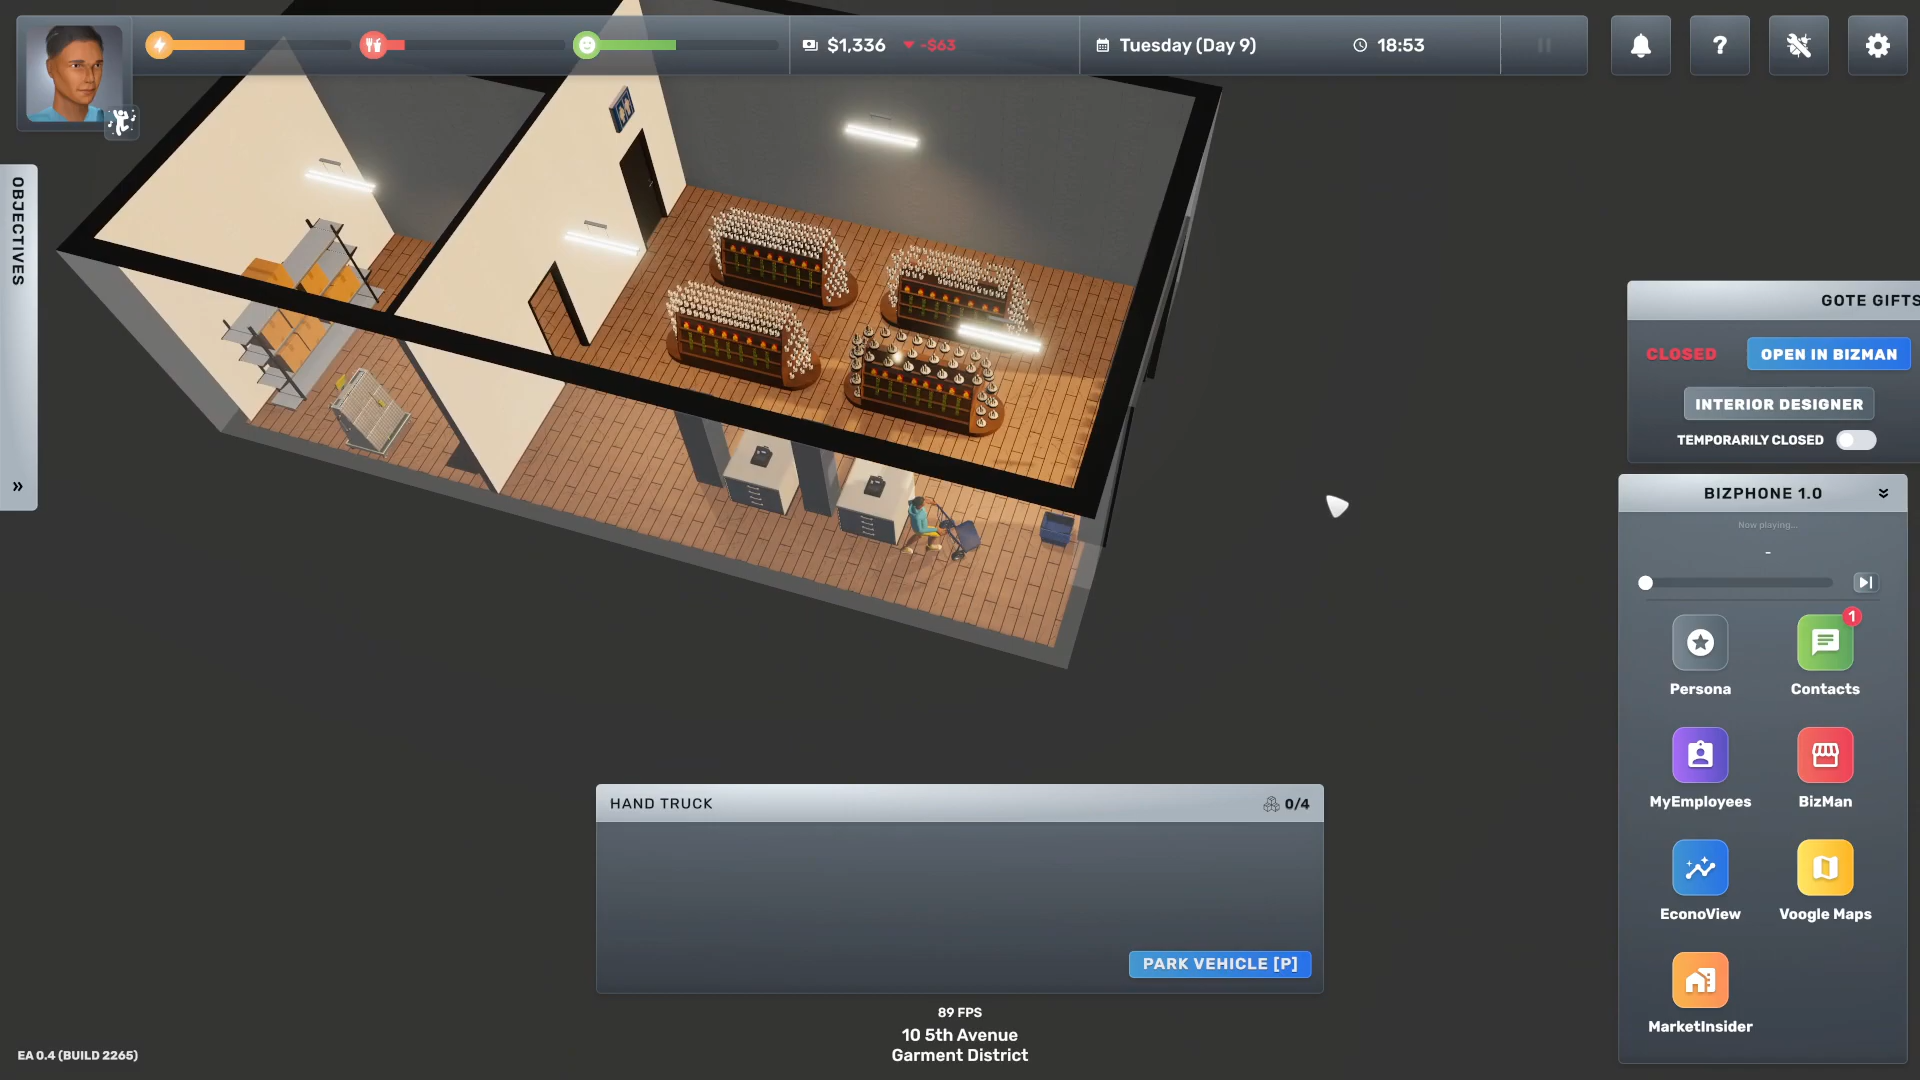 $1,336
-$63
Tuesday (Day 9)
18:53
?
OBJECTIVES
»
GOTE GIFTS
CLOSED
OPEN IN BIZMAN
INTERIOR DESIGNER
TEMPORARILY CLOSED
BIZPHONE 1.0
Now playing...
-
1
Persona
Contacts
MyEmployees
BizMan
EconoView
Voogle Maps
MarketInsider
HAND TRUCK
0/4
PARK VEHICLE [P]
89 FPS
10 5th Avenue
Garment District
EA 0.4 (BUILD 2265)